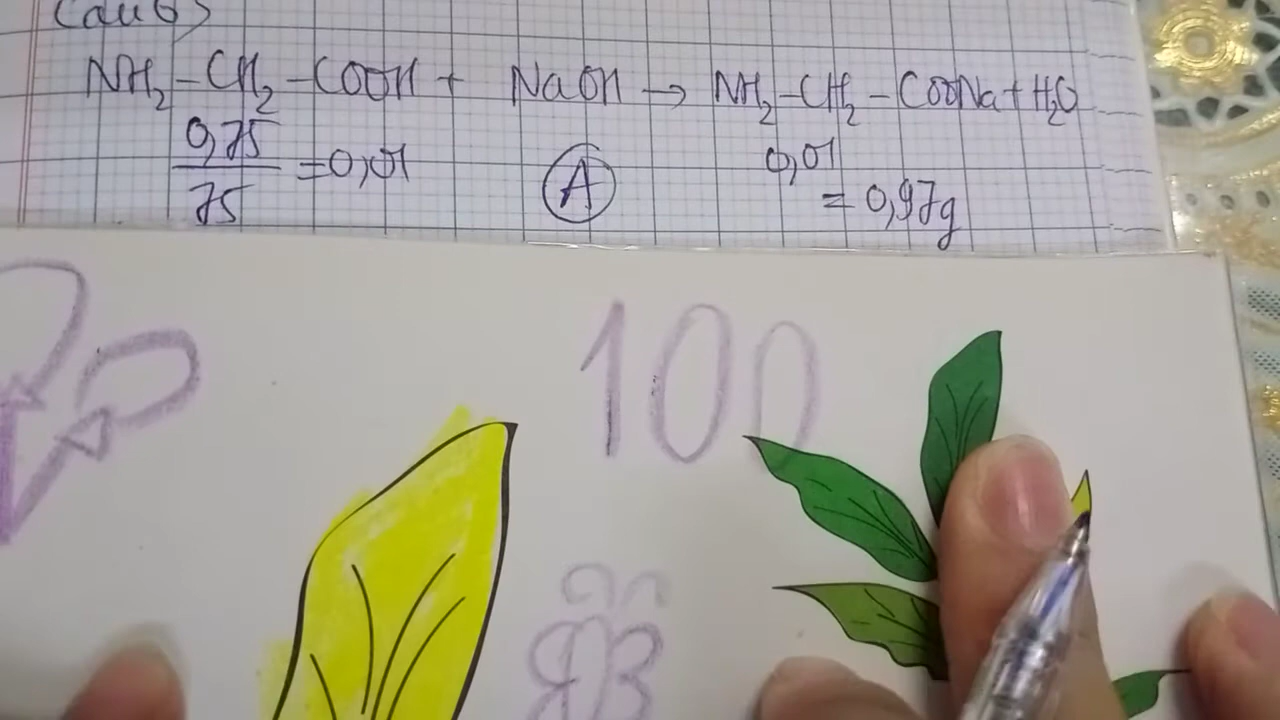 Câu 6)
NH₂-CH₂-COOH + NaOH → NH₂-CH₂-COONa + H₂O
0,75/75 = 0,01 A 0,01
= 0,97g
100